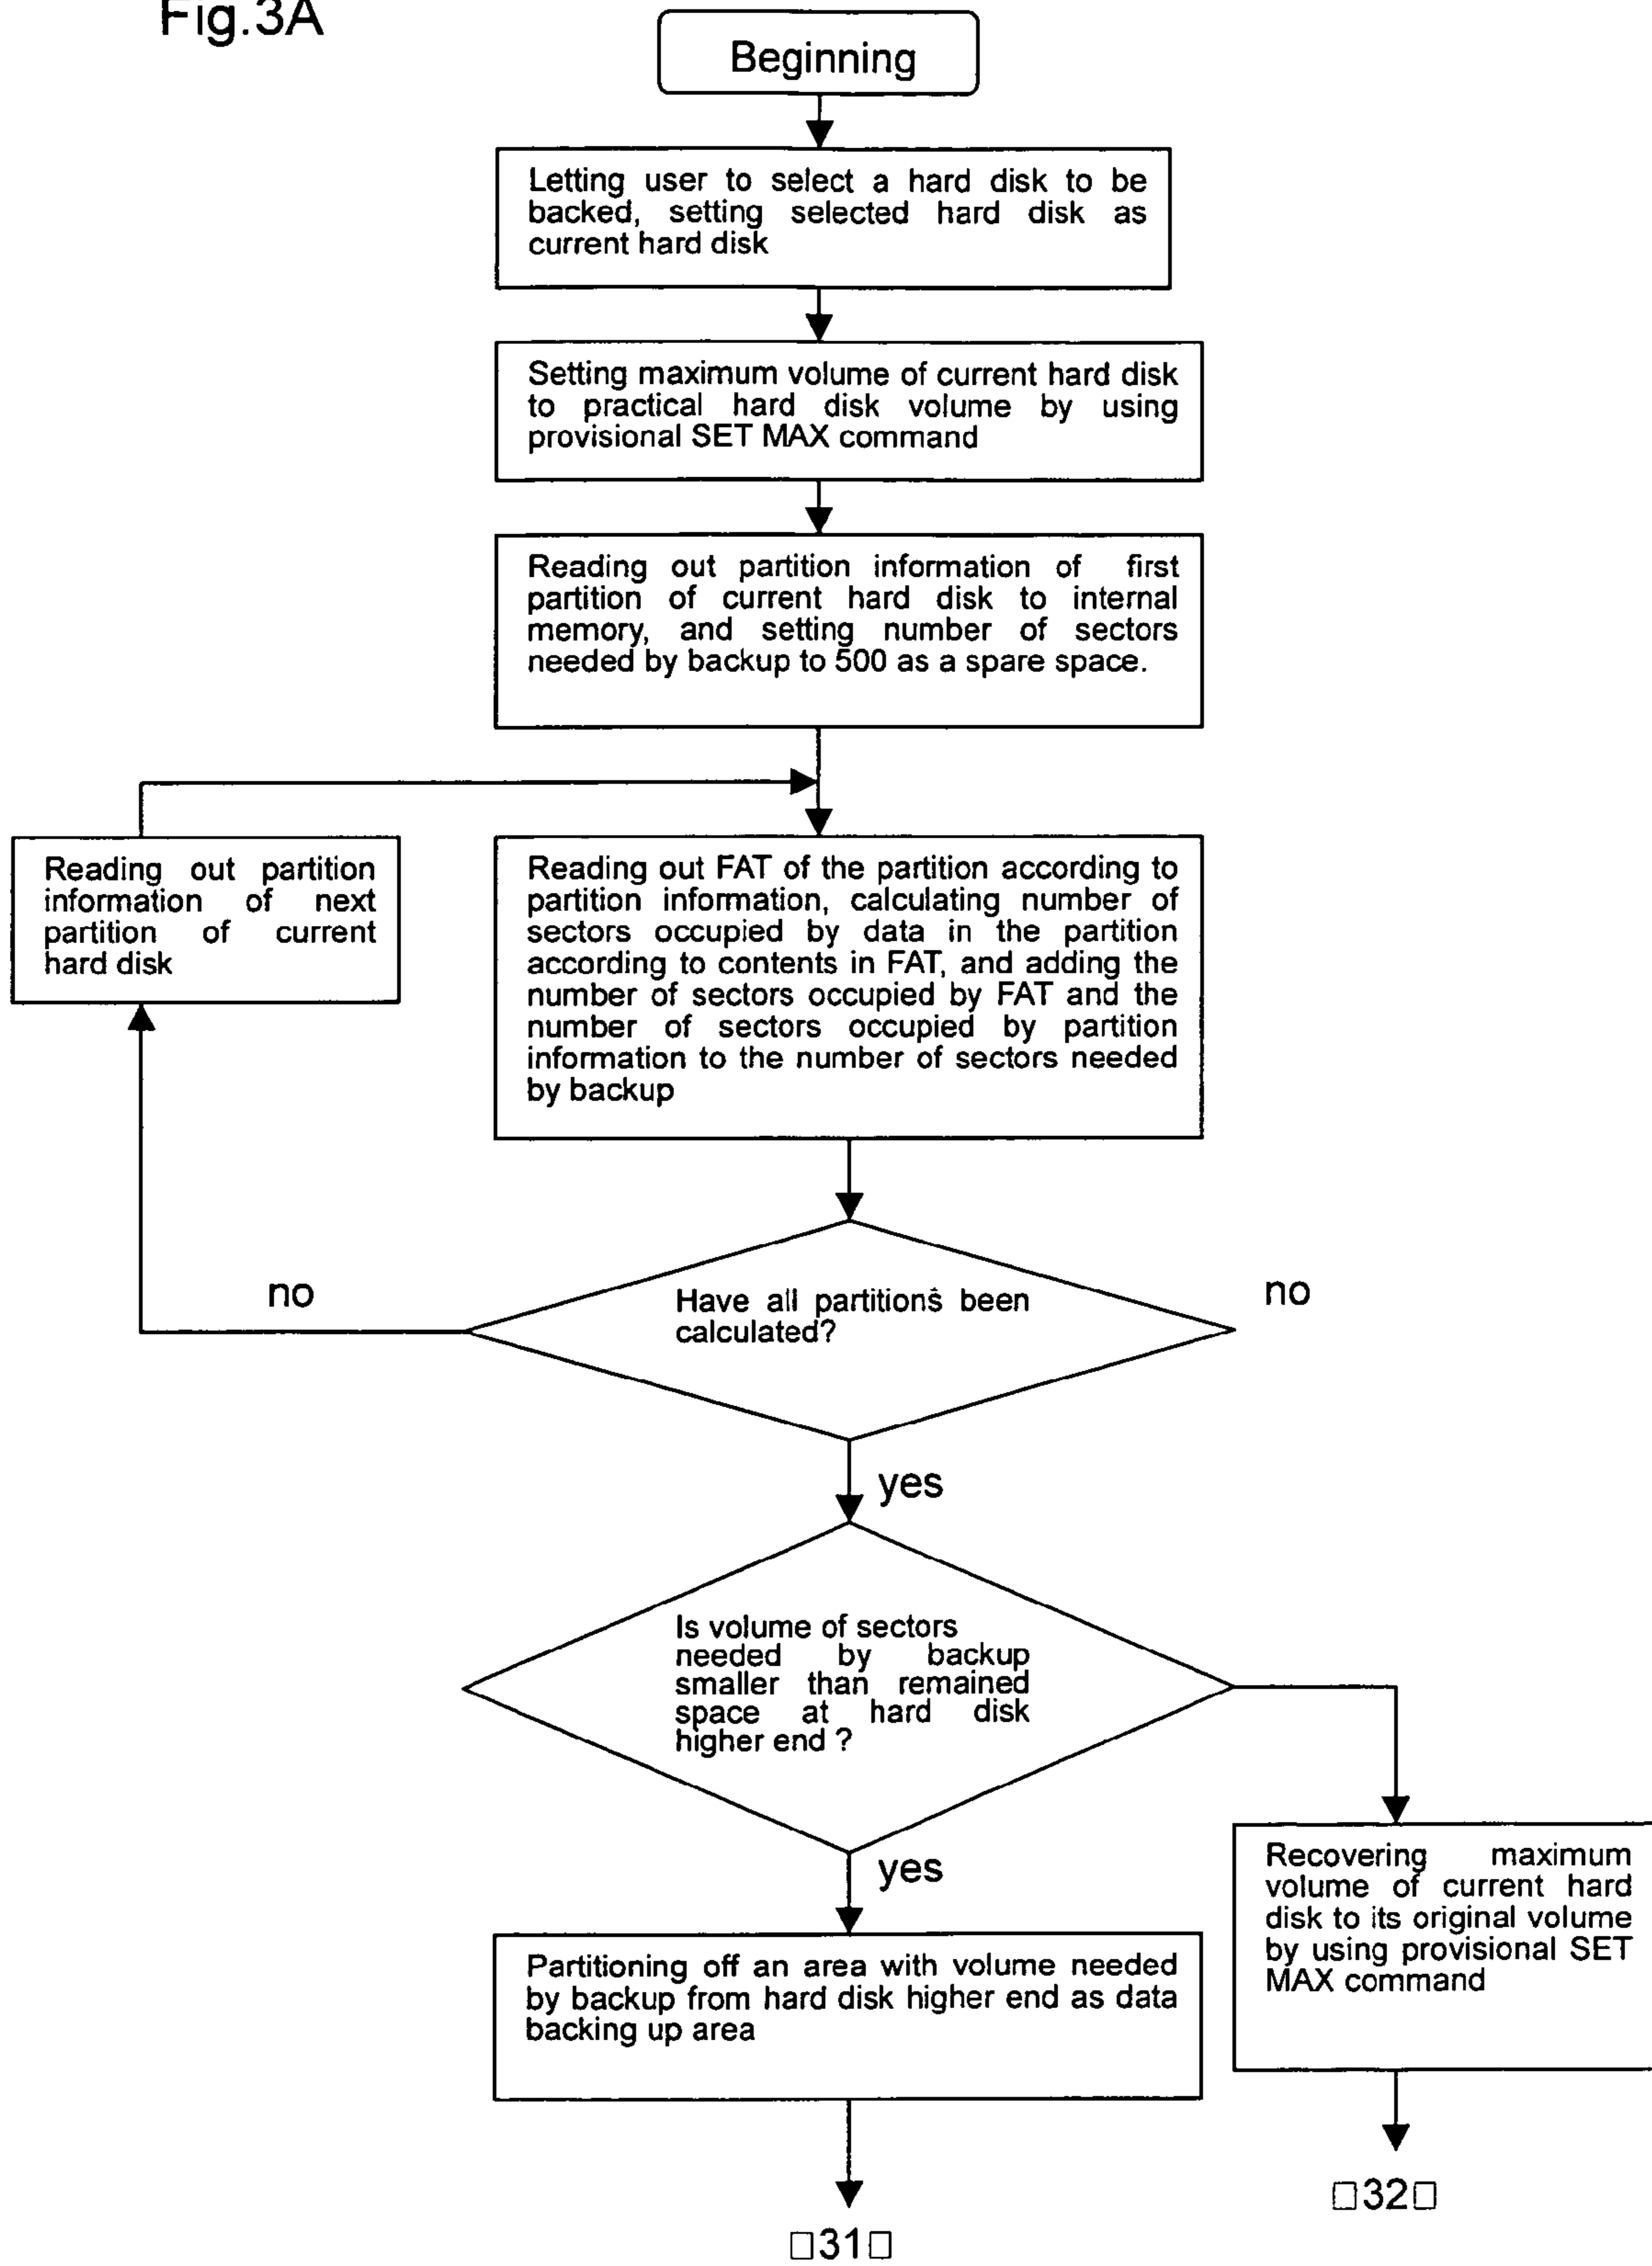 Fig.3A
Beginning
Letting user to select a hard disk to be
backed, setting selected hard disk as
current hard disk
Setting maximum volume of current hard disk
to practical hard disk volume by using
provisional SET MAX command
Reading out partition information of first
partition of current hard disk to internal
memory, and setting number of sectors
needed by backup to 500 as a spare space.
Reading out partition
information of next
partition of current
hard disk
Reading out FAT of the partition according to
partition information, calculating number of
sectors occupied by data in the partition
according to contents in FAT, and adding the
number of sectors occupied by FAT and the
number of sectors occupied by partition
information to the number of sectors needed
by backup
no
Have all partitions been
calculated?
no
yes
Is volume of sectors
needed by backup
smaller than remained
space at hard disk
higher end ?
yes
Recovering maximum
volume of current hard
disk to its original volume
by using provisional SET
MAX command
Partitioning off an area with volume needed
by backup from hard disk higher end as data
backing up area
□32□
□31□